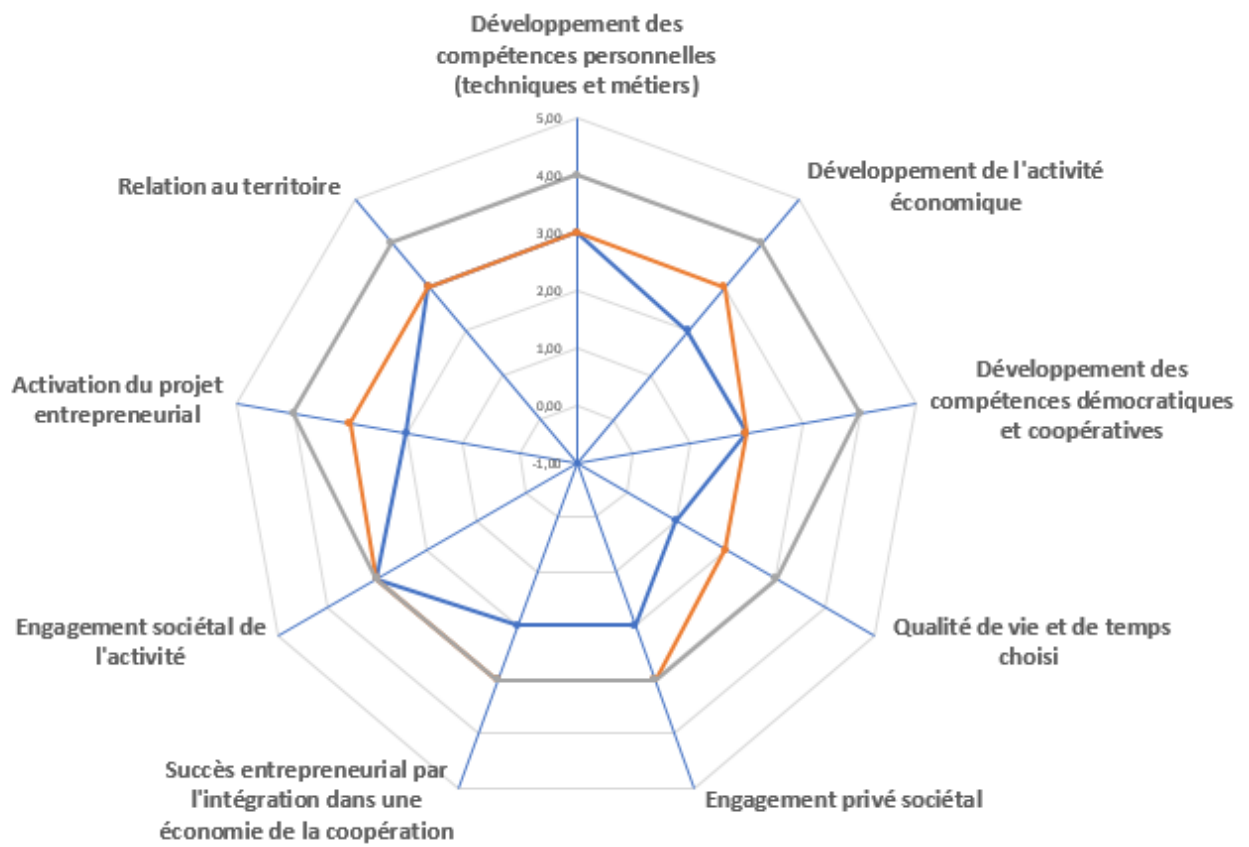 Développement des
compétences personnelles
(techniques et métiers)
5,00
Développement de l'activité
économique
Relation au territoire
4,00
3,00
2,00
1,00
0,00
-1,00
Développement des
compétences démocratiques
et coopératives
Activation du projet
entrepreneurial
Qualité de vie et de temps
choisi
Engagement sociétal de
l'activité
Engagement privé sociétal
Succès entrepreneurial par
l'intégration dans une
économie de la coopération